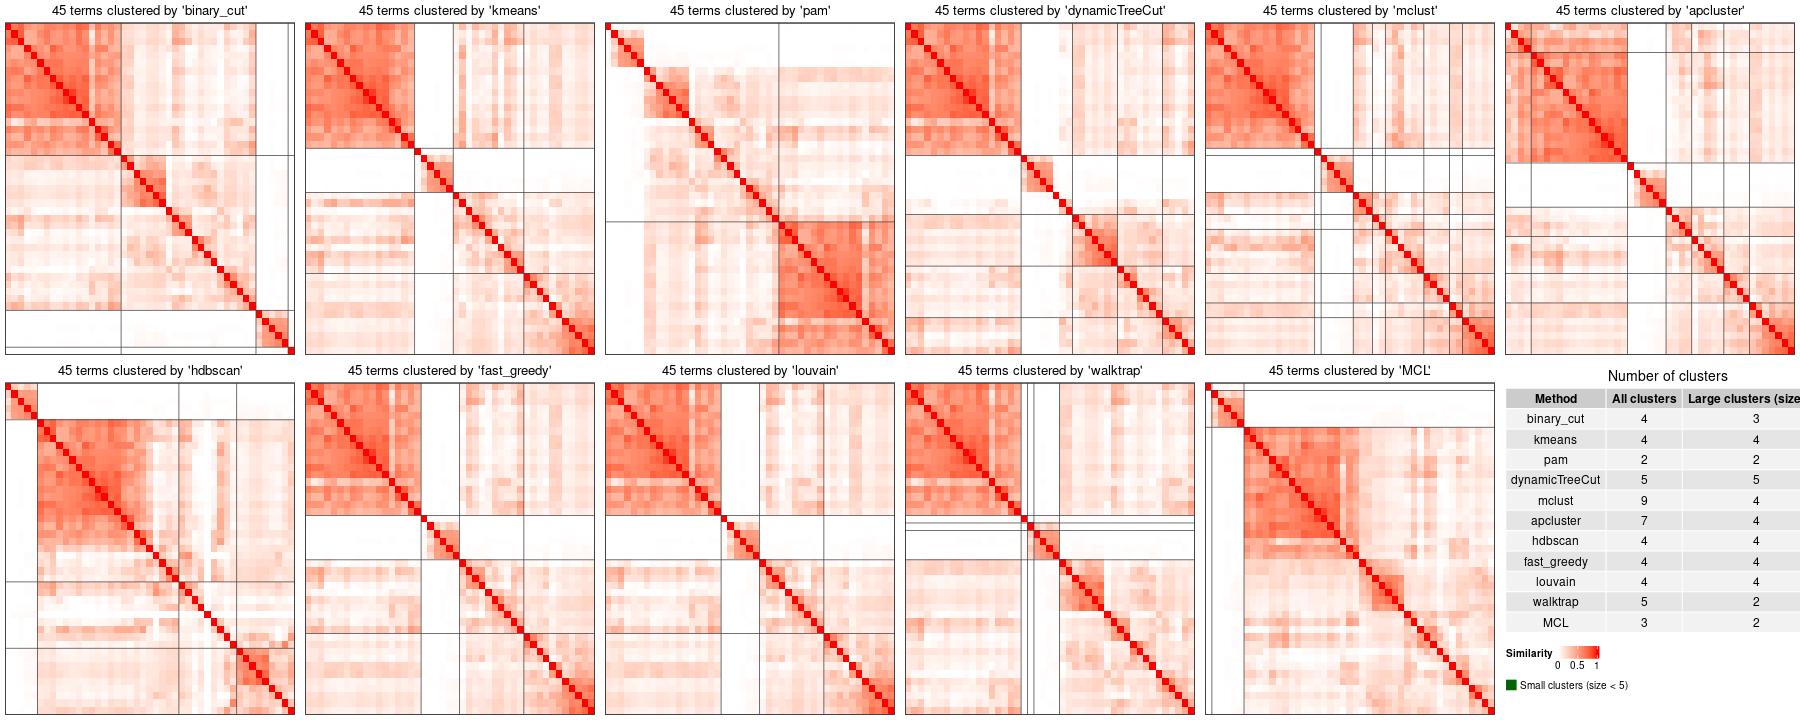 45 terms clustered by 'binary_cut'
45 terms clustered by 'kmeans'
45 terms clustered by 'pam'
45 terms clustered by 'dynamicTreeCut'
45 terms clustered by 'mclust'
45 terms clustered by 'apcluster'
45 terms clustered by 'hdbscan'
45 terms clustered by 'fast_greedy'
45 terms clustered by 'louvain'
45 terms clustered by 'walktrap'
45 terms clustered by 'MCL'
Number of clusters
Method All clusters Large clusters (size
binary_cut 4 3
kmeans 4 4
pam 2 2
dynamicTreeCut 5 5
mclust 9 4
apcluster 7 4
hdbscan 4 4
fast_greedy 4 4
louvain 4 4
walktrap 5 2
MCL 3 2
Similarity
0 0.5 1
Small clusters (size < 5)